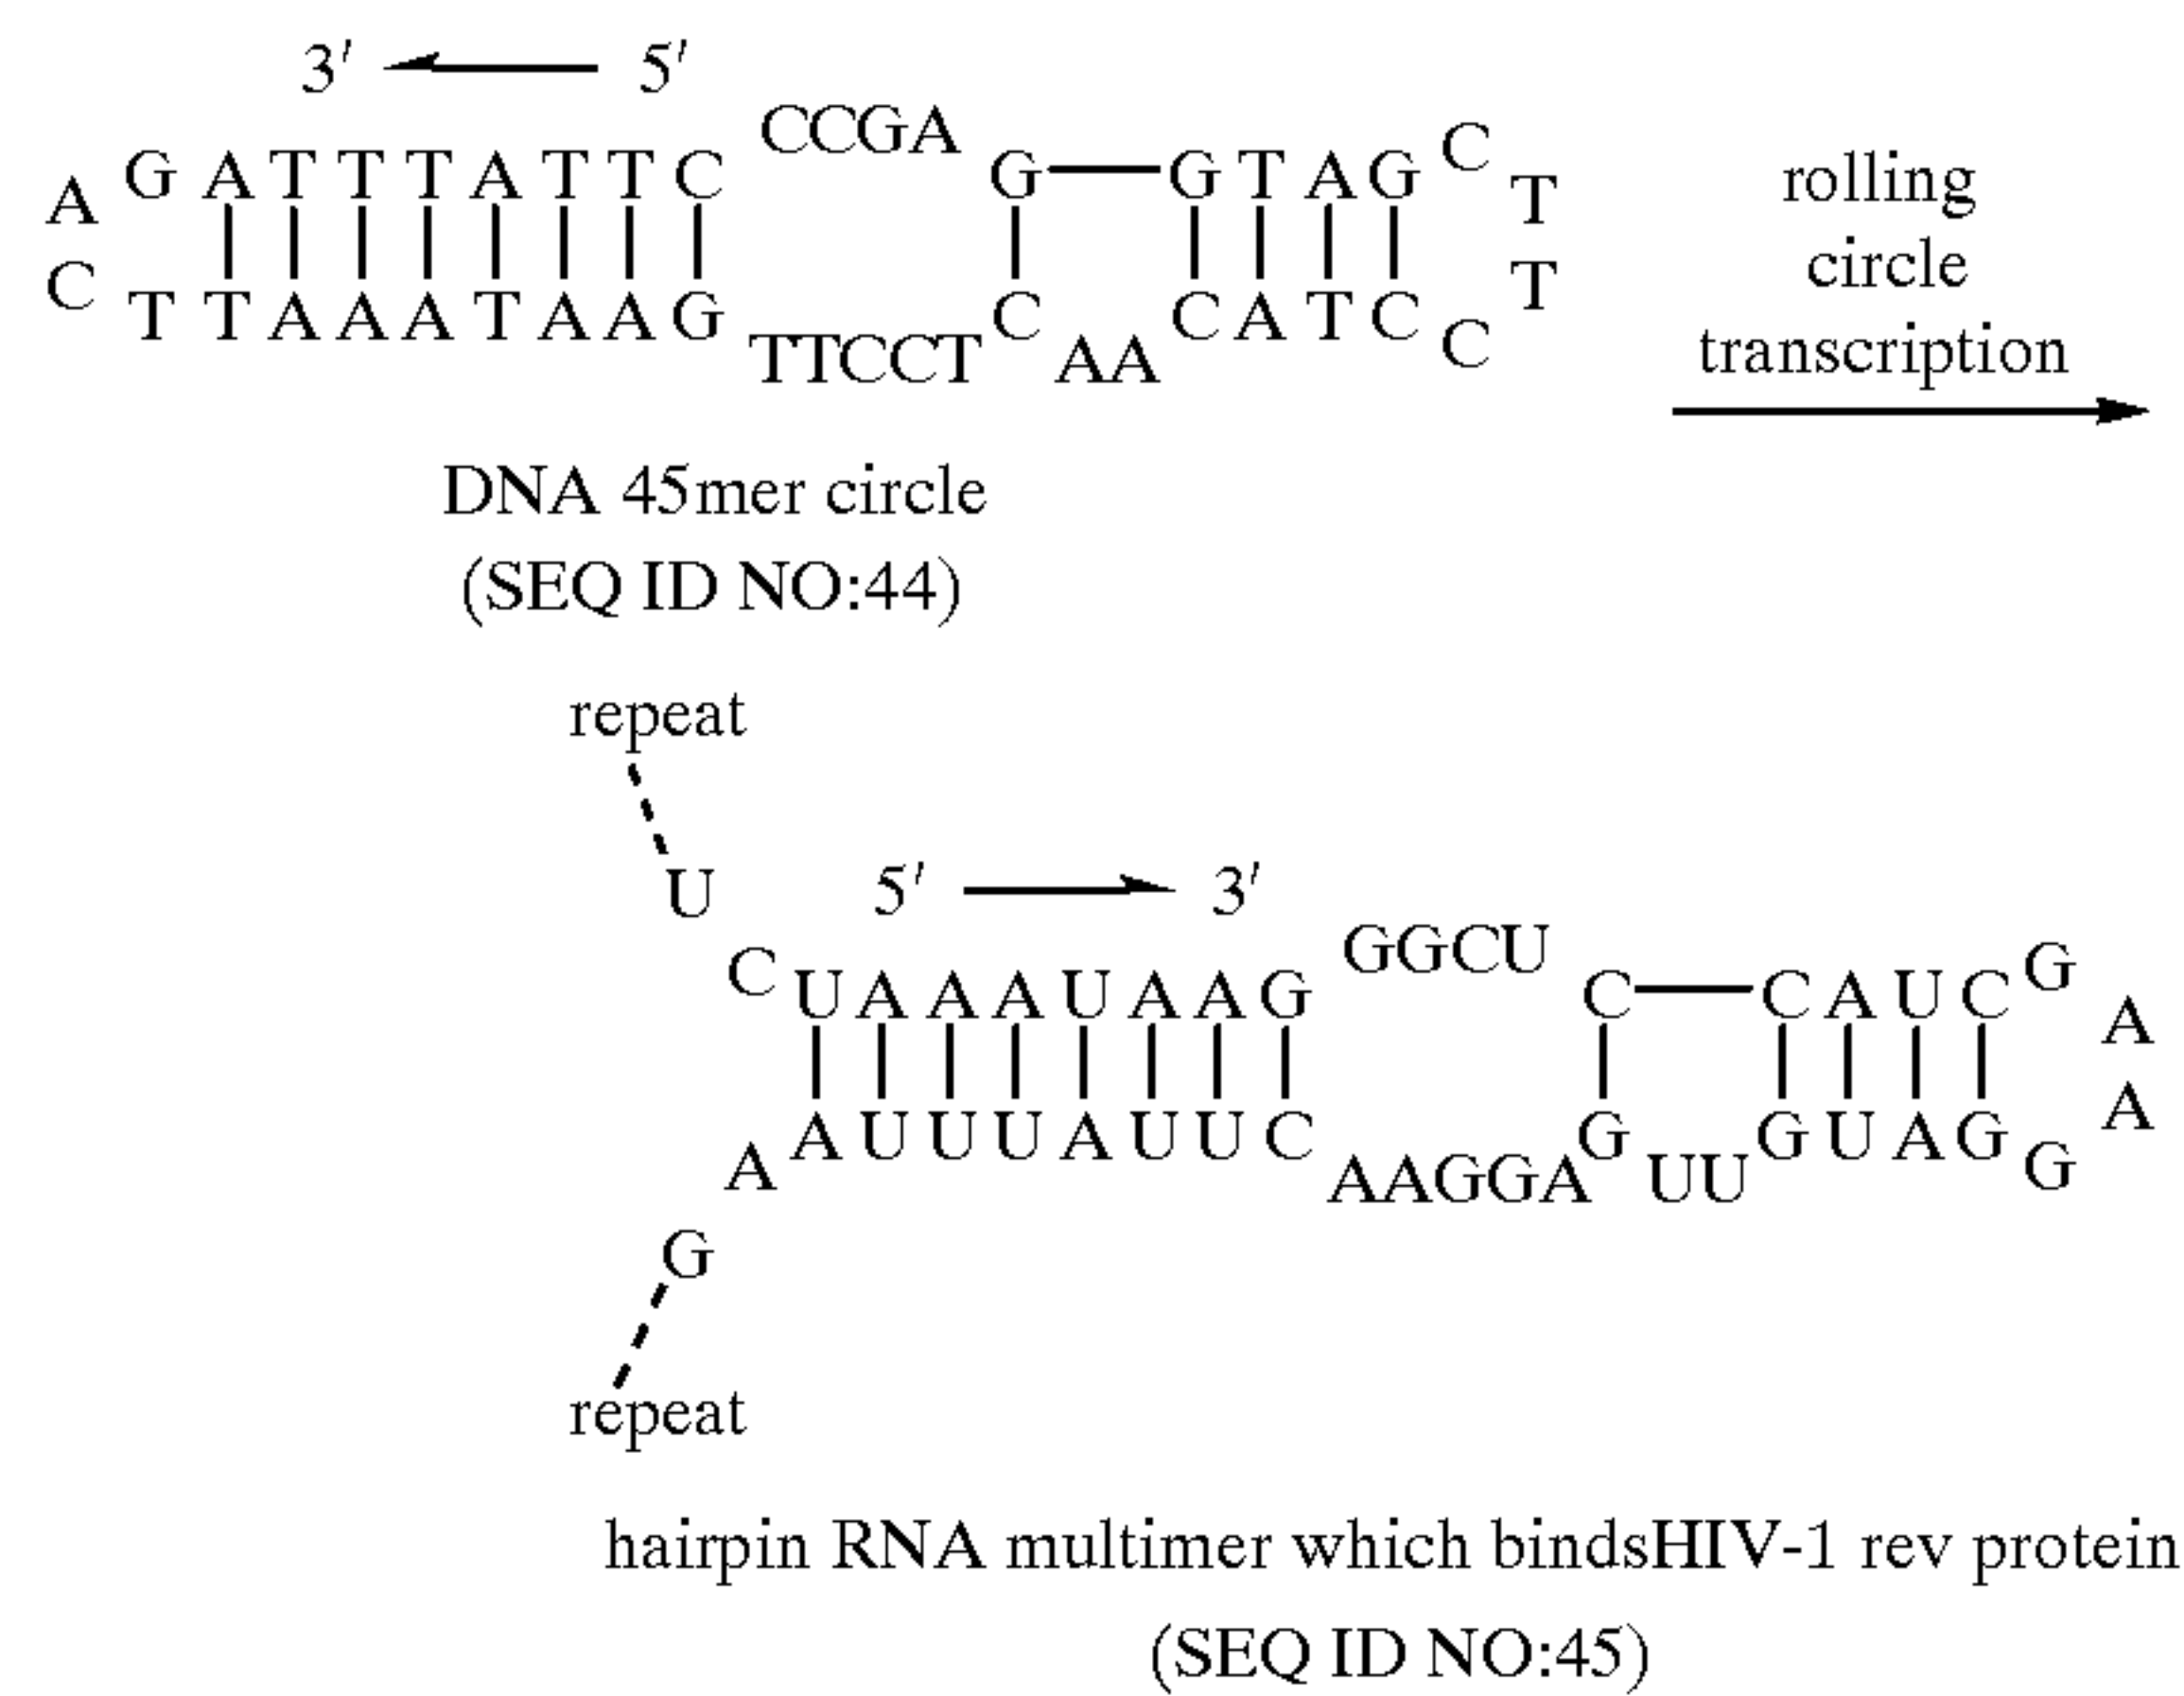 3′ 5′
CCGA
A G A T T T A T T C G G T A G C T
C T T A A A T A A G C C A T C C T
TTCCT AA
rolling
circle
transcription
DNA 45mer circle
(SEQ ID NO:44)
repeat
U
5′ 3′
GGCU
C U A A A U A A G C C A U C G A
A A U U U A U U C G G U A G G A
AAGGA UU
G
repeat
hairpin RNA multimer which bindsHIV-1 rev protein
(SEQ ID NO:45)